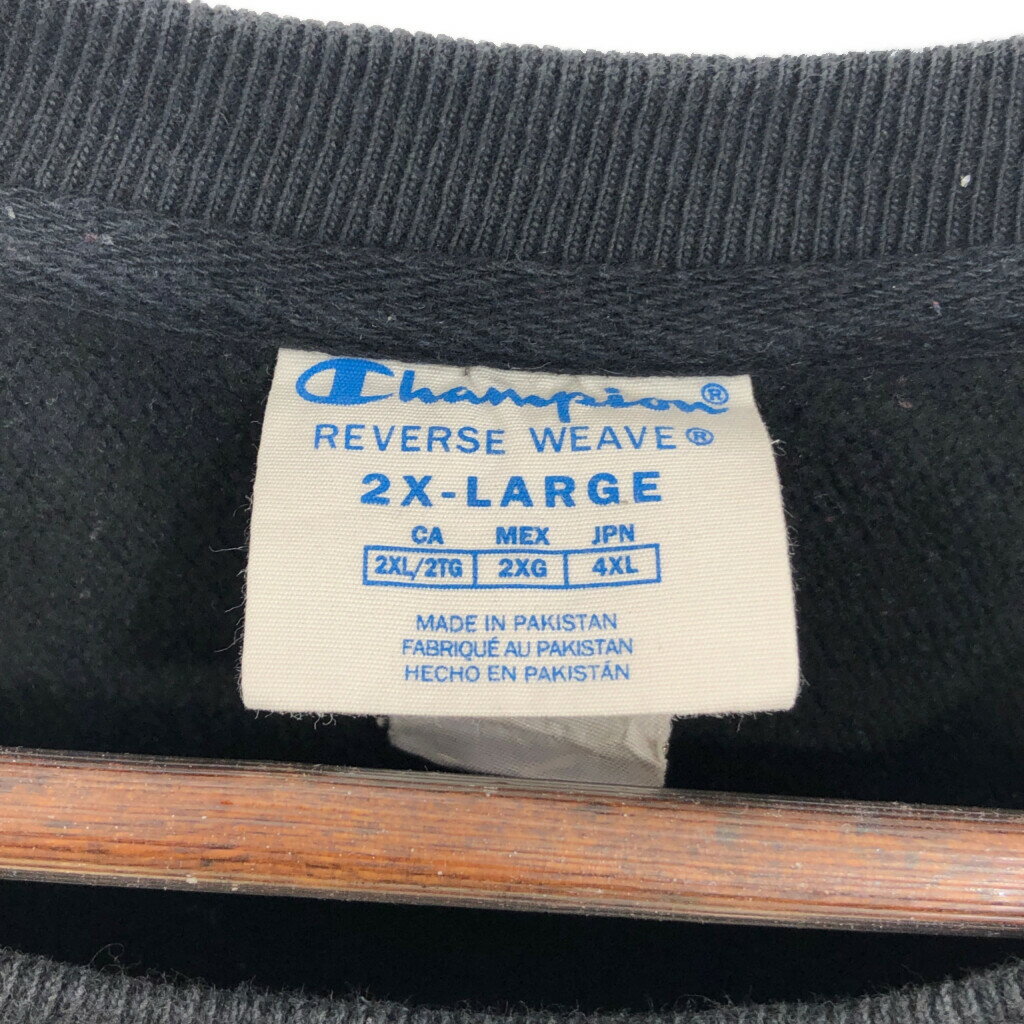 Champion®
REVERSE WEAVE®
2X-LARGE
CA MEX JPN
2XL/2TG 2XG 4XL
MADE IN PAKISTAN
FABRIQUÉ AU PAKISTAN
HECHO EN PAKISTÁN